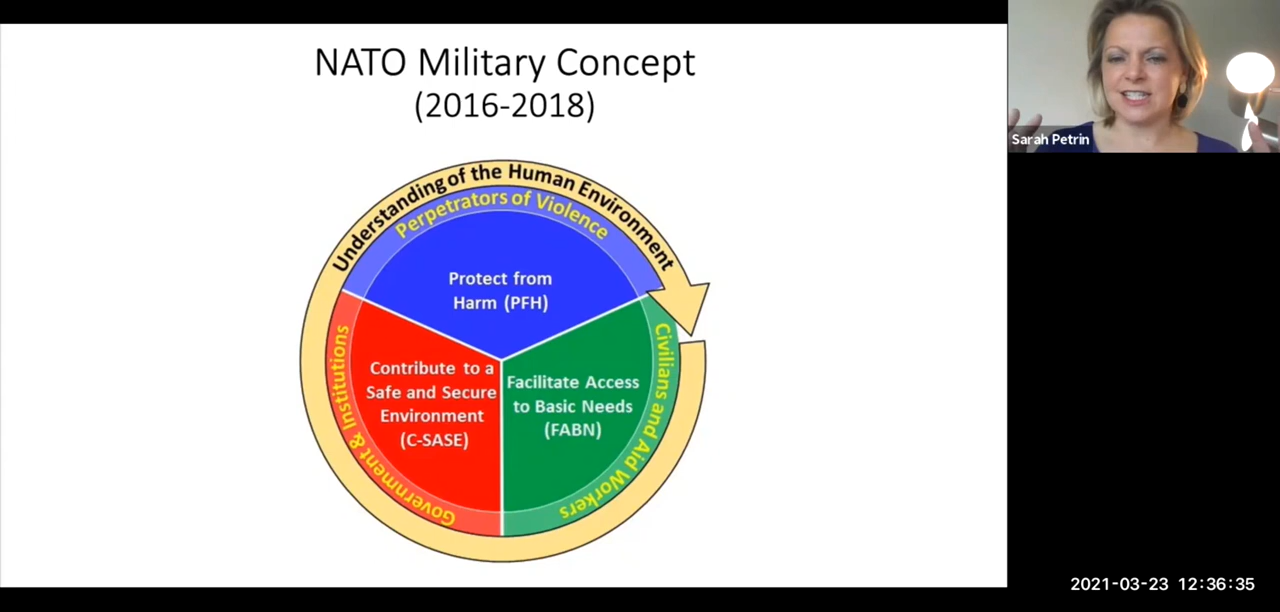 NATO Military Concept
(2016-2018)
Understanding of the Human Environment
Perpetrators of Violence
Protect from
Harm (PFH)
Contribute to a
Safe and Secure
Environment
(C-SASE)
Government & Institutions
Facilitate Access
to Basic Needs
(FABN)
Civilians and Aid Workers
Sarah Petrin
2021-03-23 12:36:35